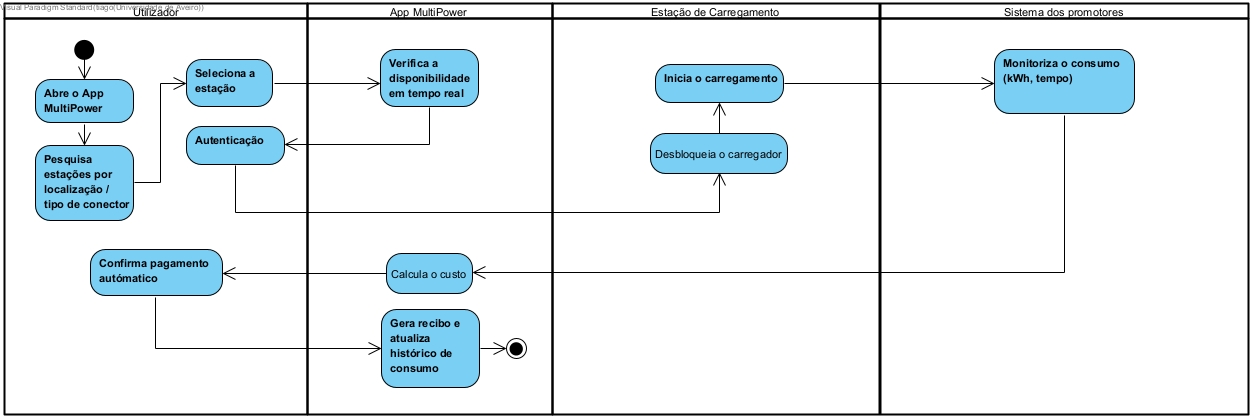 Visual Paradigm Standard(tiago(Universidade de Aveiro))
Utilizador
App MultiPower
Estação de Carregamento
Sistema dos promotores
Abre o App
MultiPower
Pesquisa
estações por
localização /
tipo de conector
Seleciona a
estação
Verifica a
disponibilidade
em tempo real
Autenticação
Desbloqueia o carregador
Inicia o carregamento
Monitoriza o consumo
(kWh, tempo)
Calcula o custo
Confirma pagamento
autómatico
Gera recibo e
atualiza
histórico de
consumo